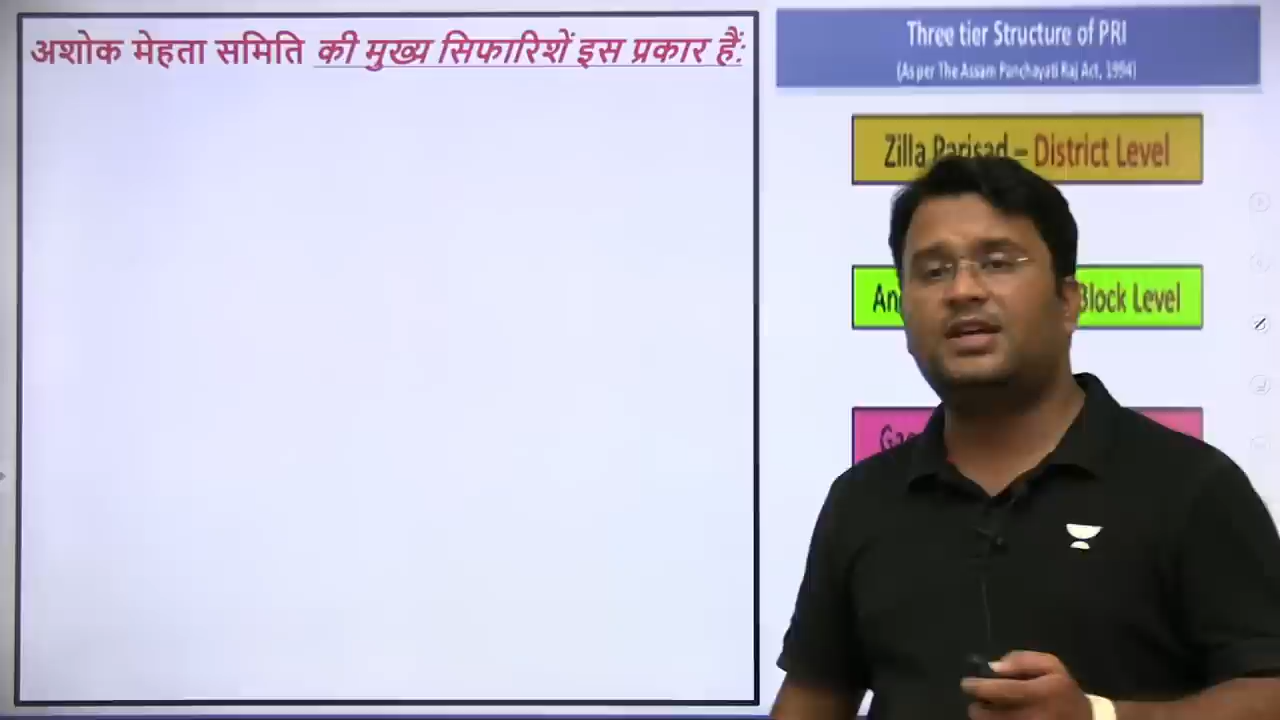 अशोक मेहता समिति की मुख्य सिफारिशें इस प्रकार हैं:
Three tier Structure of PRI
(As per The Assam Panchayati Raj Act, 1994)
Zilla Parisad – District Level
Block Level